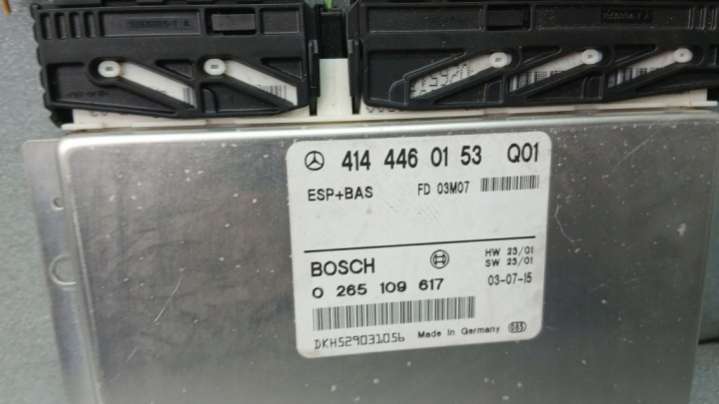 414 446 01 53 Q01
ESP+BAS FD 03M07
BOSCH HW 23/01
SW 23/01
0 265 109 617 03-07-15
DKH529031056 Made in Germany